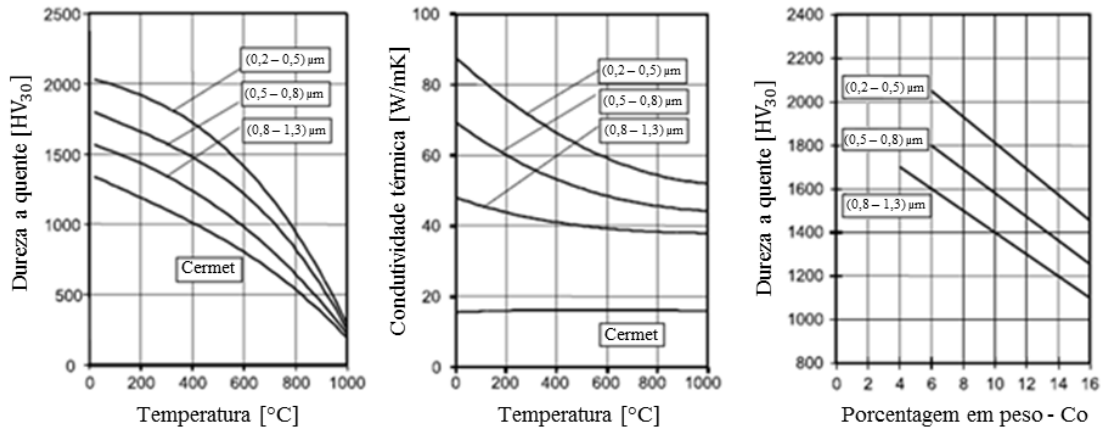 Dureza a quente [HV30]
2500
2000
1500
1000
500
0
(0,2 – 0,5) µm
(0,5 – 0,8) µm
(0,8 – 1,3) µm
Cermet
0 200 400 600 800 1000
Temperatura [°C]
Condutividade térmica [W/mK]
100
80
60
40
20
0
(0,2 – 0,5) µm
(0,5 – 0,8) µm
(0,8 – 1,3) µm
Cermet
0 200 400 600 800 1000
Temperatura [°C]
Dureza a quente [HV30]
2400
2200
2000
1800
1600
1400
1200
1000
800
(0,2 – 0,5) µm
(0,5 – 0,8) µm
(0,8 – 1,3) µm
0 2 4 6 8 10 12 14 16
Porcentagem em peso - Co